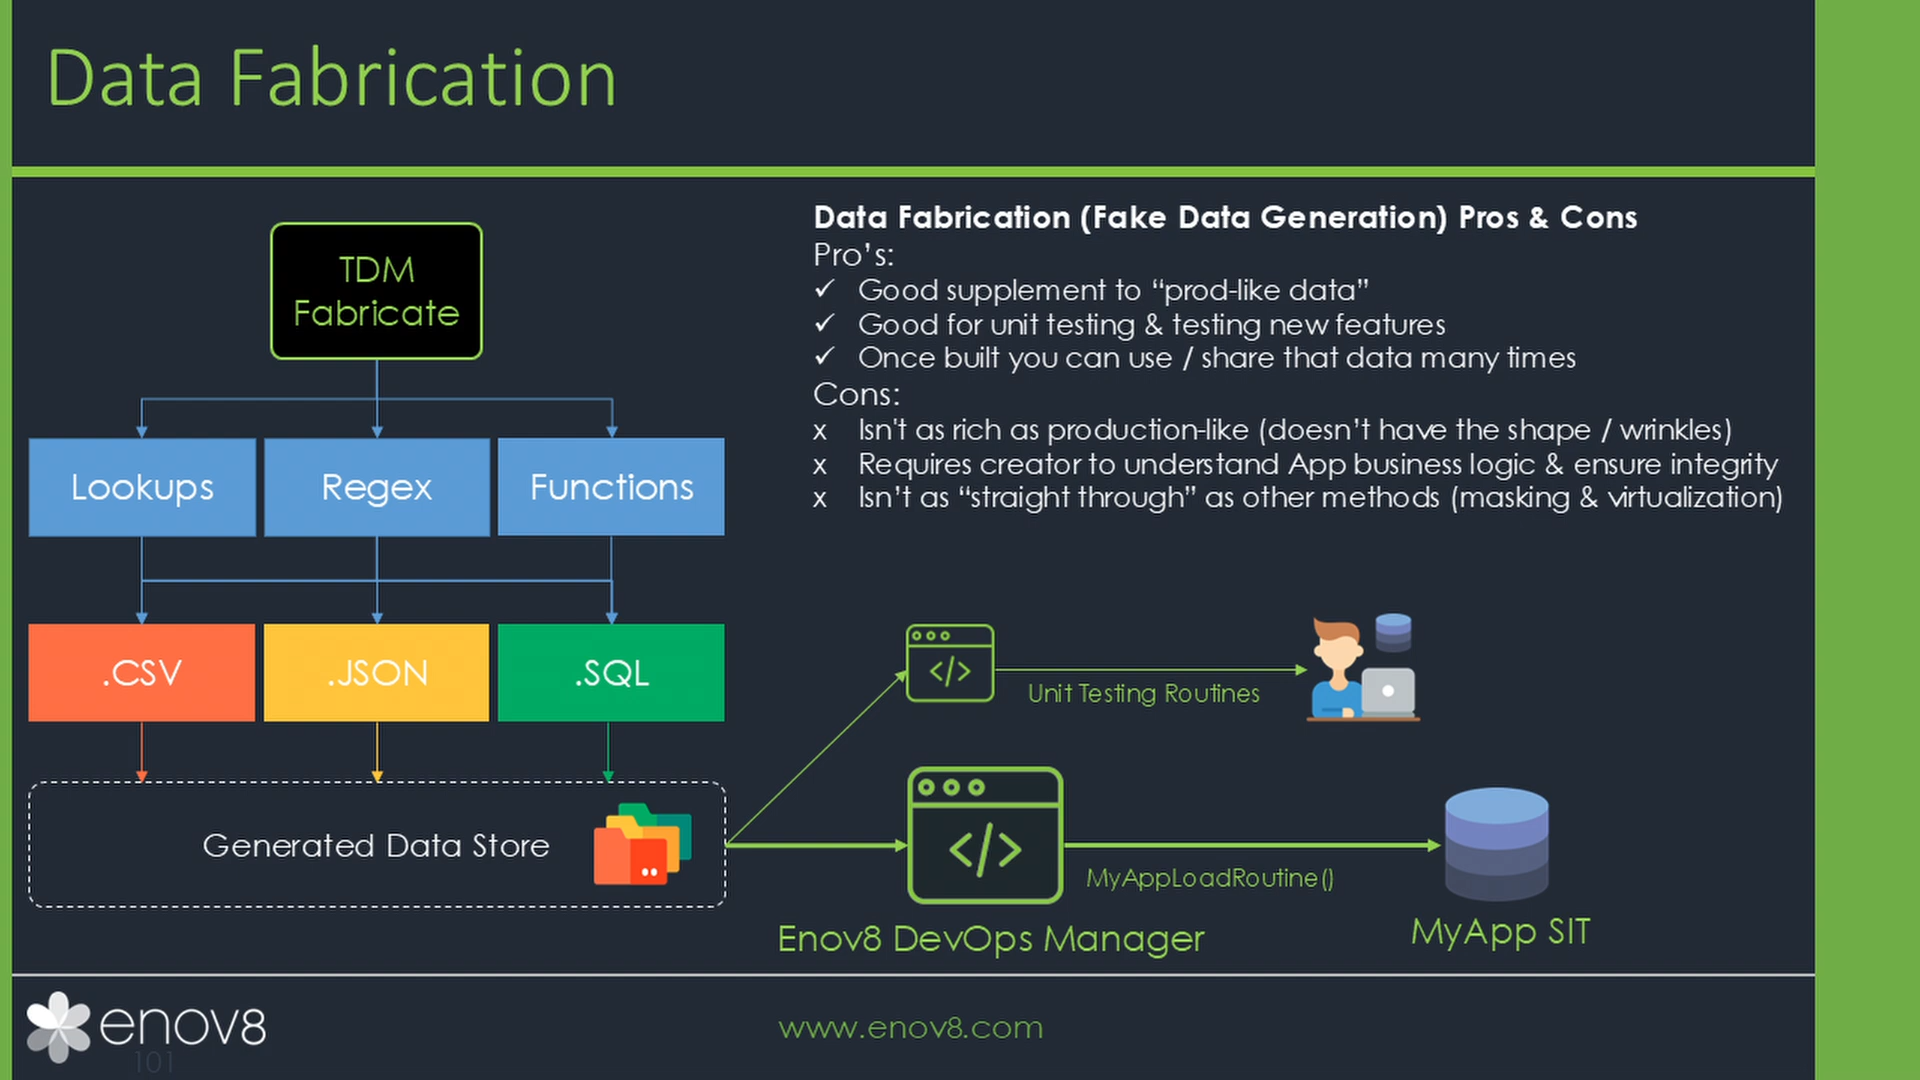 Data Fabrication
TDM
Fabricate
Lookups
Regex
Functions
.CSV
.JSON
.SQL
Generated Data Store
Data Fabrication (Fake Data Generation) Pros & Cons
Pro’s:
✓ Good supplement to “prod-like data”
✓ Good for unit testing & testing new features
✓ Once built you can use / share that data many times
Cons:
x Isn't as rich as production-like (doesn’t have the shape / wrinkles)
x Requires creator to understand App business logic & ensure integrity
x Isn’t as “straight through” as other methods (masking & virtualization)
</>
Unit Testing Routines
</>
MyAppLoadRoutine()
Enov8 DevOps Manager
MyApp SIT
enov8
101
www.enov8.com